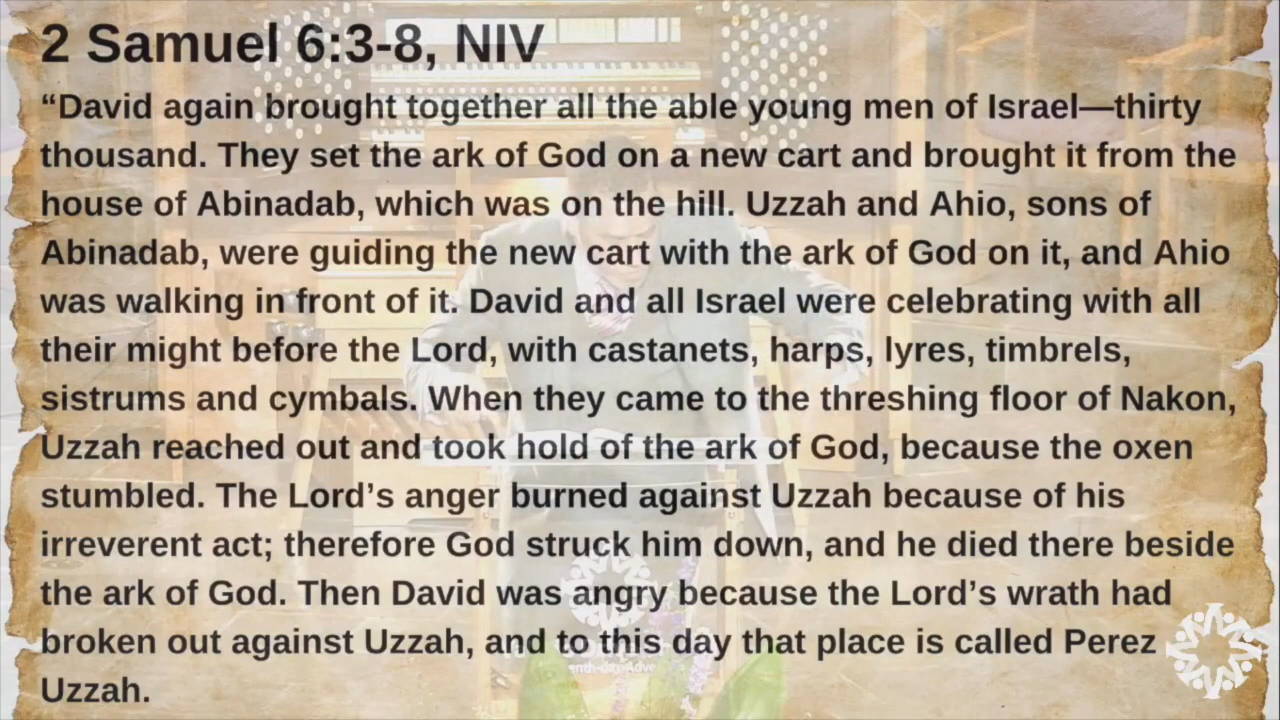 2 Samuel 6:3-8, NIV
“David again brought together all the able young men of Israel—thirty
thousand. They set the ark of God on a new cart and brought it from the
house of Abinadab, which was on the hill. Uzzah and Ahio, sons of
Abinadab, were guiding the new cart with the ark of God on it, and Ahio
was walking in front of it. David and all Israel were celebrating with all
their might before the Lord, with castanets, harps, lyres, timbrels,
sistrums and cymbals. When they came to the threshing floor of Nakon,
Uzzah reached out and took hold of the ark of God, because the oxen
stumbled. The Lord’s anger burned against Uzzah because of his
irreverent act; therefore God struck him down, and he died there beside
the ark of God. Then David was angry because the Lord’s wrath had
broken out against Uzzah, and to this day that place is called Perez
Uzzah.